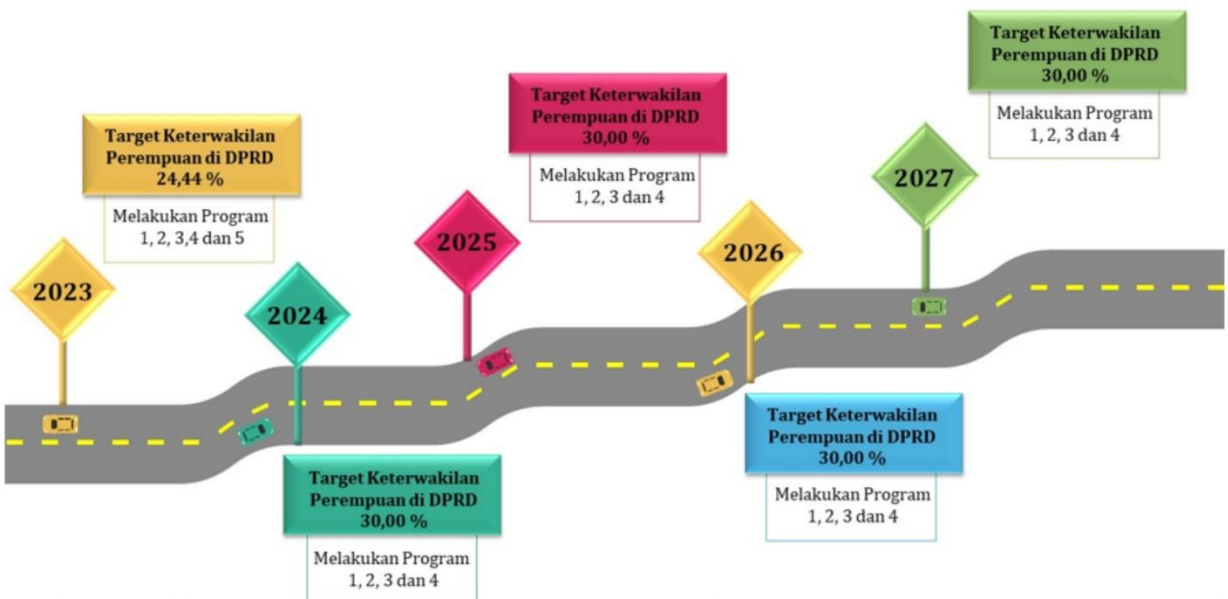 2023
Target Keterwakilan
Perempuan di DPRD
24,44 %
Melakukan Program
1, 2, 3,4 dan 5
2024
Target Keterwakilan
Perempuan di DPRD
30,00 %
Melakukan Program
1, 2, 3 dan 4
2025
Target Keterwakilan
Perempuan di DPRD
30,00 %
Melakukan Program
1, 2, 3 dan 4
2026
Target Keterwakilan
Perempuan di DPRD
30,00 %
Melakukan Program
1, 2, 3 dan 4
2027
Target Keterwakilan
Perempuan di DPRD
30,00 %
Melakukan Program
1, 2, 3 dan 4